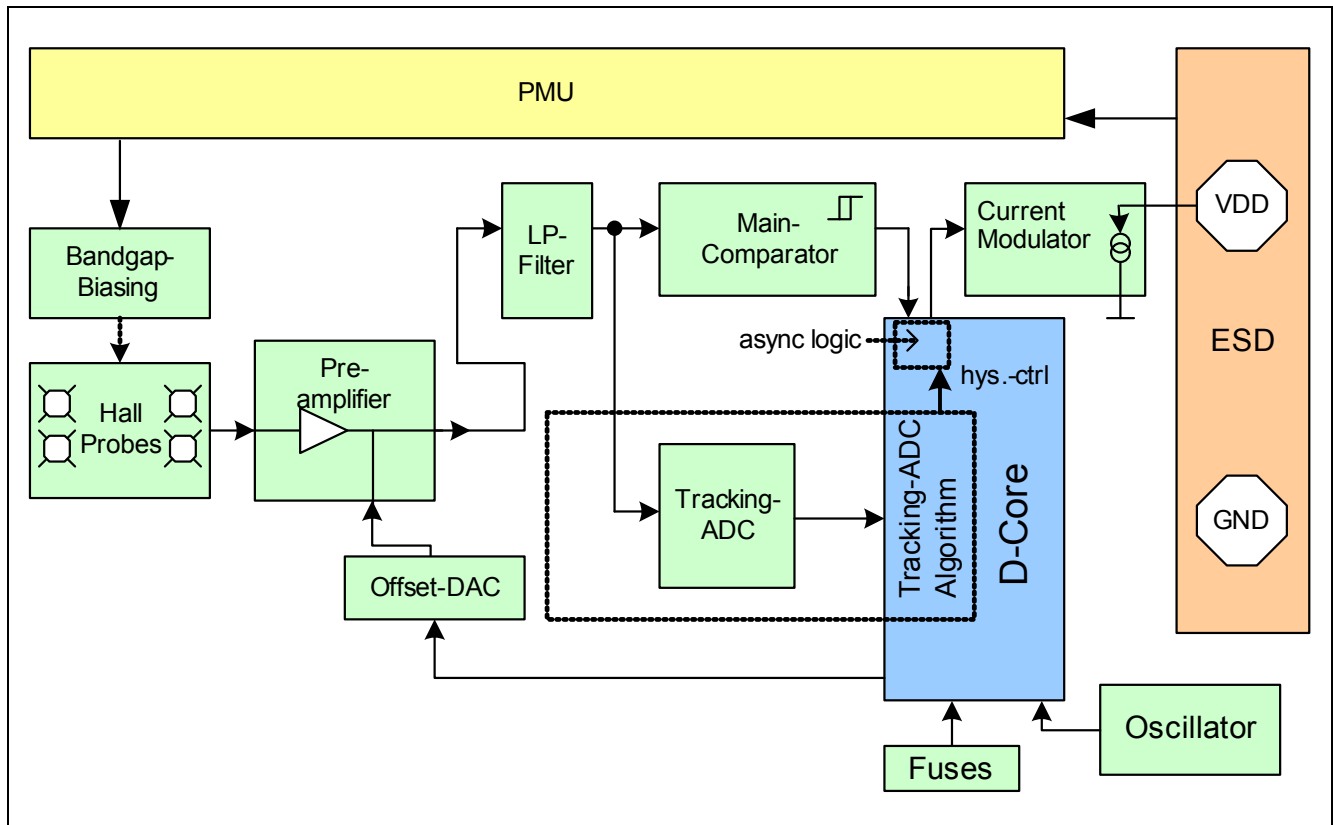 PMU
Bandgap-
Biasing
Hall
Probes
Pre-
amplifier
LP-
Filter
Main-
Comparator
Current
Modulator
VDD
ESD
GND
async logic
hys.-ctrl
Tracking-
ADC
Tracking-ADC
Algorithm
D-Core
Offset-DAC
Fuses
Oscillator